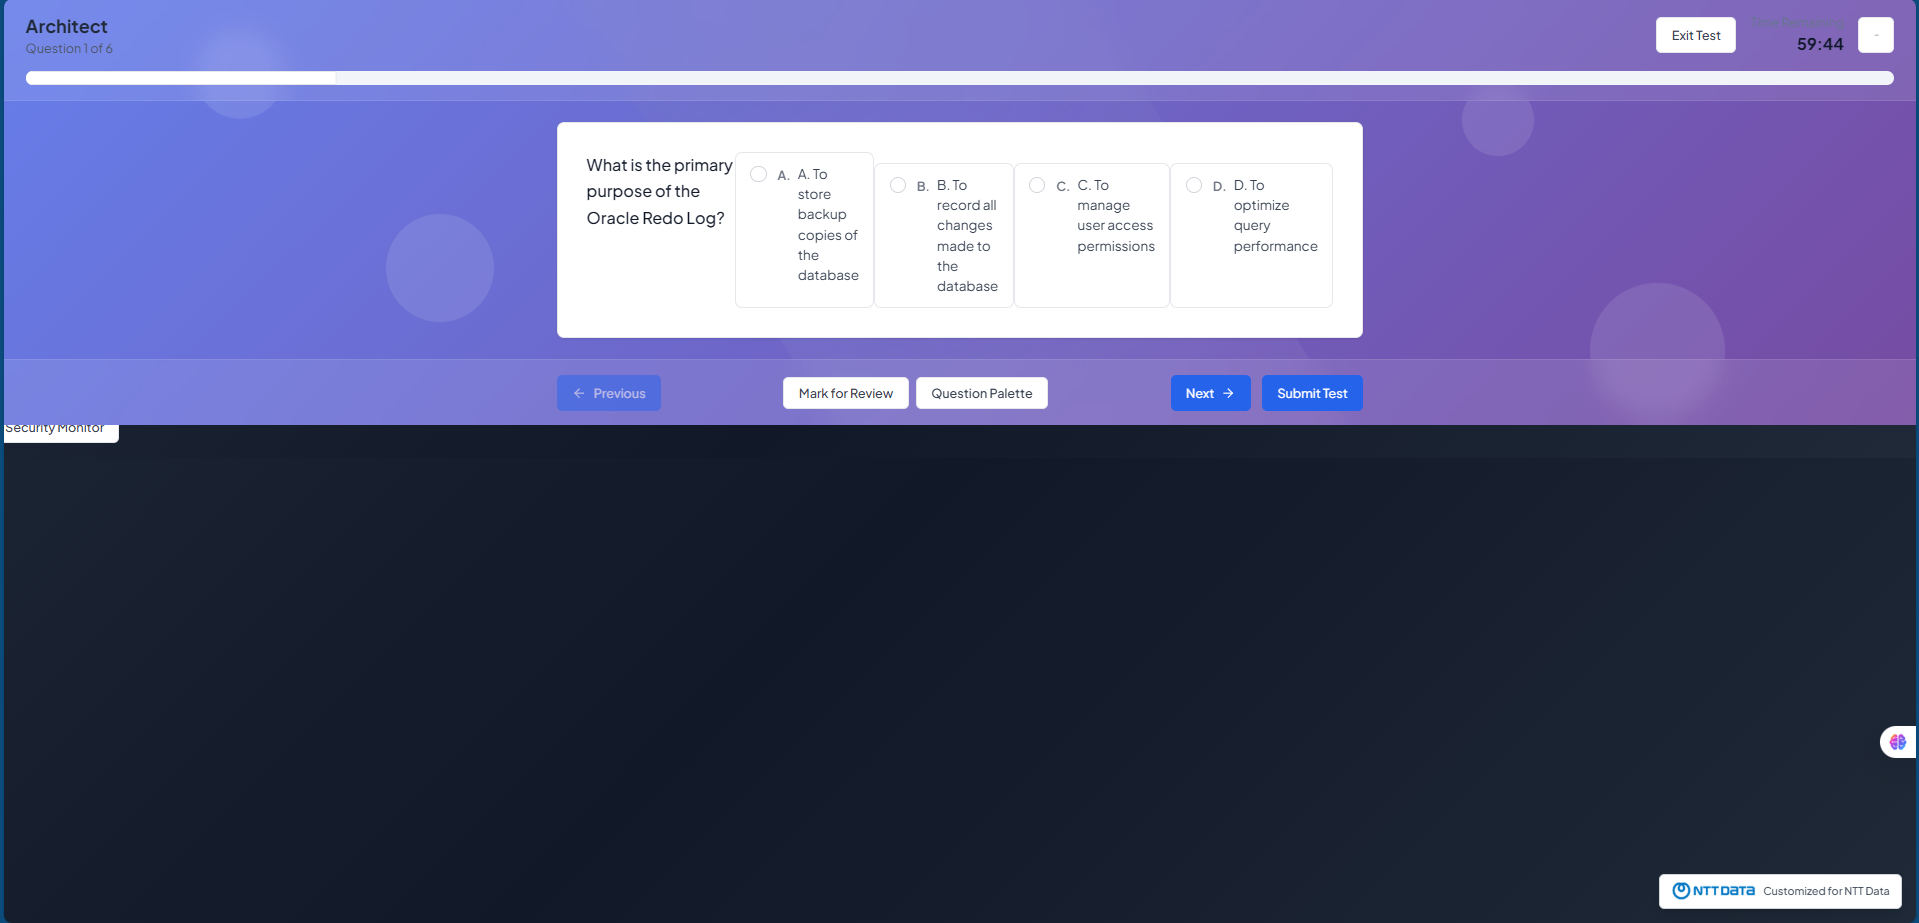 Architect
Question 1 of 6
Exit Test
Time Remaining
59:44
-
What is the primary
purpose of the
Oracle Redo Log?
A. A. To
store
backup
copies of
the
database
B. B. To
record all
changes
made to
the
database
C. C. To
manage
user access
permissions
D. D. To
optimize
query
performance
← Previous
Mark for Review
Question Palette
Next →
Submit Test
Security Monitor
NTT DATA Customized for NTT Data